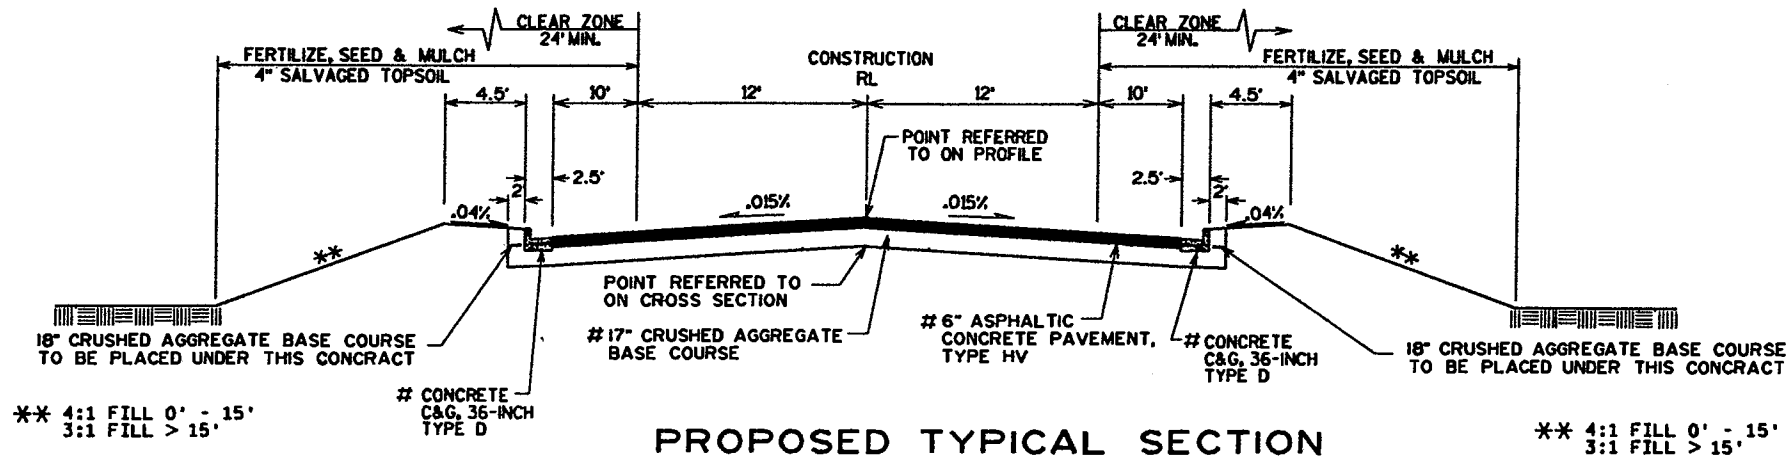 CLEAR ZONE
24' MIN.
CLEAR ZONE
24' MIN.
FERTILIZE, SEED & MULCH
4" SALVAGED TOPSOIL
CONSTRUCTION
RL
FERTILIZE, SEED & MULCH
4" SALVAGED TOPSOIL
4.5'
10'
12'
12'
10'
4.5'
POINT REFERRED
TO ON PROFILE
2.5'
2'
2.5'
2'
.04%
.015%
.015%
.04%
**
**
POINT REFERRED TO
ON CROSS SECTION
18" CRUSHED AGGREGATE BASE COURSE
TO BE PLACED UNDER THIS CONCRACT
# 17" CRUSHED AGGREGATE
BASE COURSE
# 6" ASPHALTIC
CONCRETE PAVEMENT,
TYPE HV
# CONCRETE
C&G, 36-INCH
TYPE D
18" CRUSHED AGGREGATE BASE COURSE
TO BE PLACED UNDER THIS CONCRACT
# CONCRETE
C&G, 36-INCH
TYPE D
** 4:1 FILL 0' - 15'
3:1 FILL > 15'
PROPOSED TYPICAL SECTION
** 4:1 FILL 0' - 15'
3:1 FILL > 15'